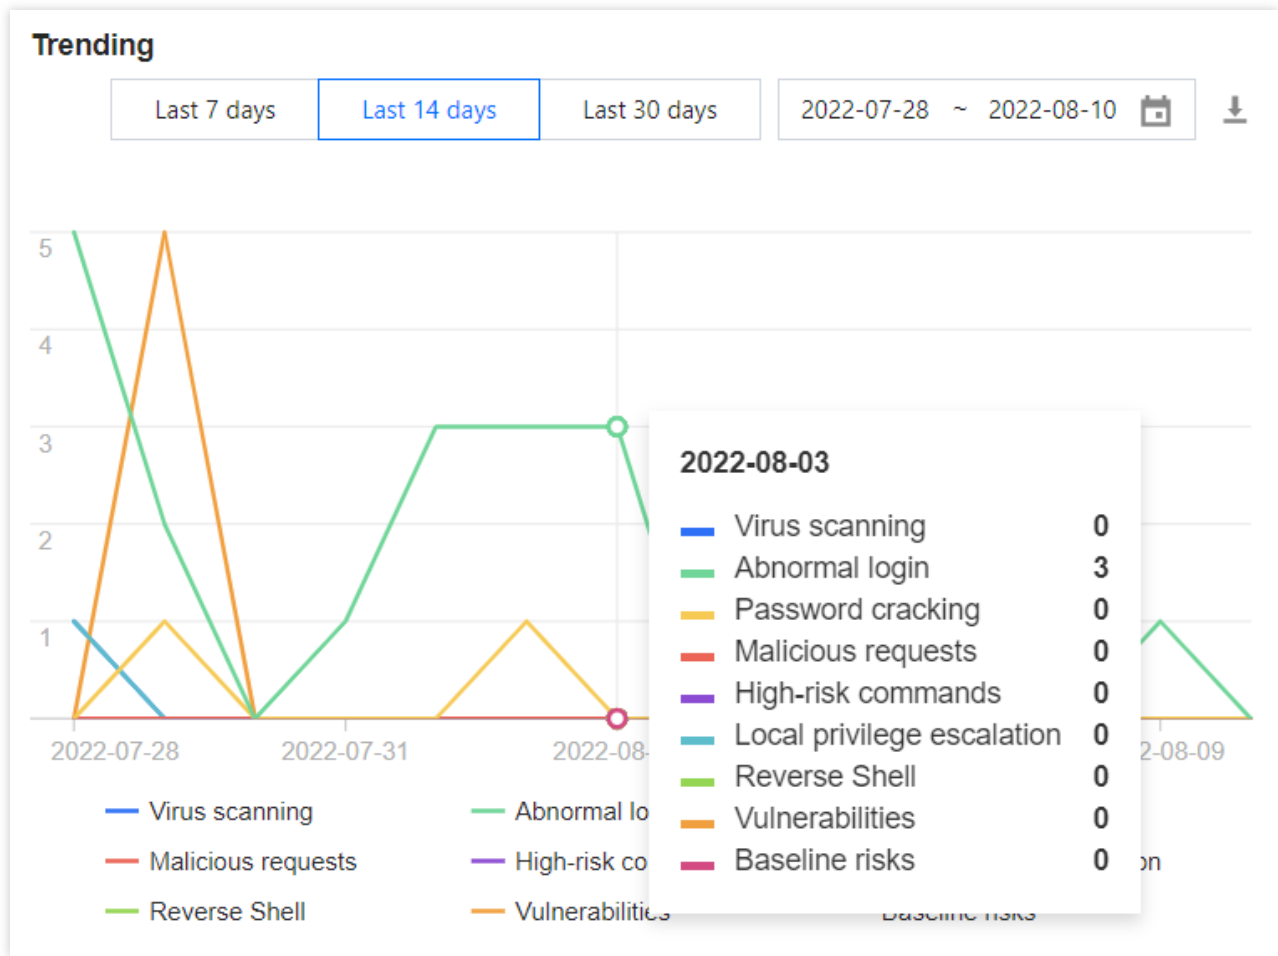 Trending
Last 7 days Last 14 days Last 30 days 2022-07-28 ~ 2022-08-10
5
4
3
2
1
2022-07-28 2022-07-31 2022-08- 2-08-09
2022-08-03
Virus scanning 0
Abnormal login 3
Password cracking 0
Malicious requests 0
High-risk commands 0
Local privilege escalation 0
Reverse Shell 0
Vulnerabilities 0
Baseline risks 0
Virus scanning Abnormal lo
Malicious requests High-risk co on
Reverse Shell Vulnerabilities Baseline risks